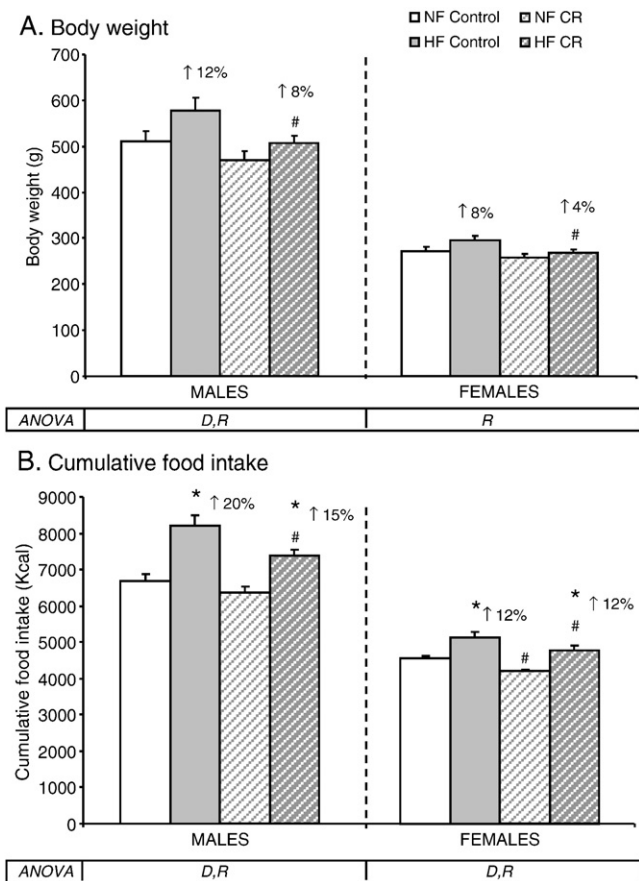 A. Body weight
NF Control NF CR
HF Control HF CR
Body weight (g)
700
600
500
400
300
200
100
0
↑ 12%
↑ 8%
#
↑ 8%
↑ 4%
#
MALES FEMALES
ANOVA D,R R
B. Cumulative food intake
Cumulative food intake (Kcal)
9000
8000
7000
6000
5000
4000
3000
2000
1000
0
* ↑ 20%
* ↑ 15%
#
* ↑ 12%
#
* ↑ 12%
#
MALES FEMALES
ANOVA D,R D,R